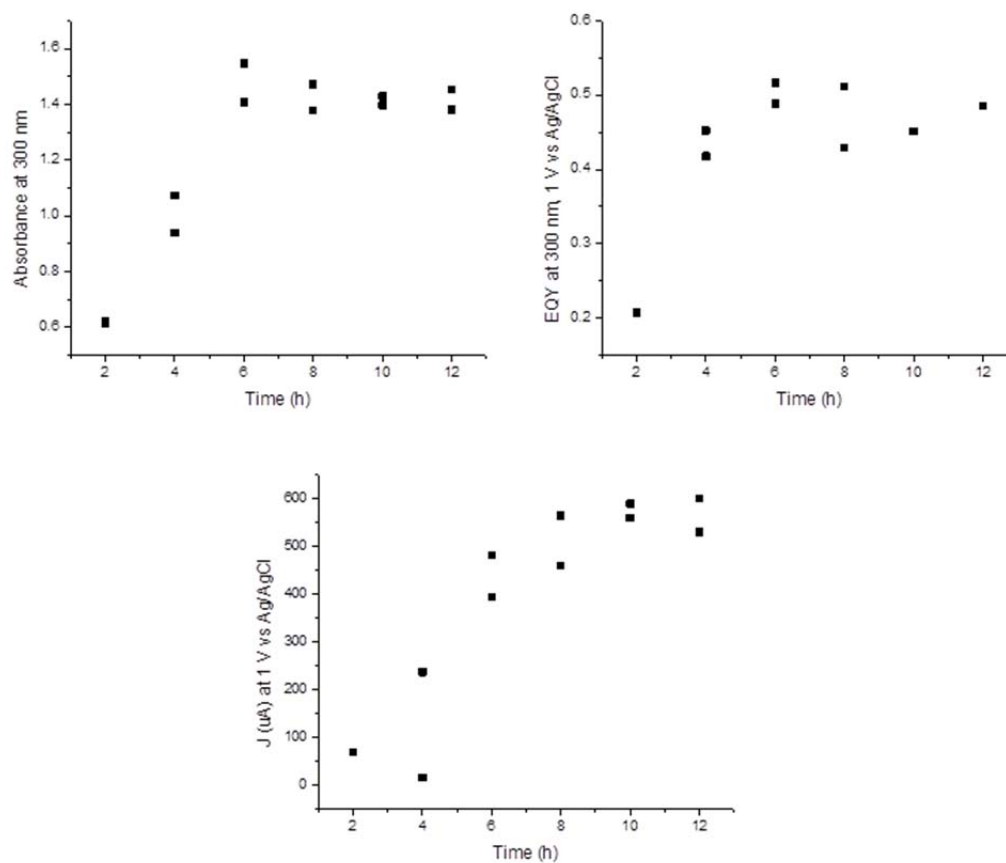 1.6
1.4
1.2
1.0
0.8
0.6
Absorbance at 300 nm
2 4 6 8 10 12
Time (h)
0.6
0.5
0.4
0.3
0.2
EQY at 300 nm, 1 V vs Ag/AgCl
2 4 6 8 10 12
Time (h)
600
500
400
300
200
100
0
J (uA) at 1 V vs Ag/AgCl
2 4 6 8 10 12
Time (h)